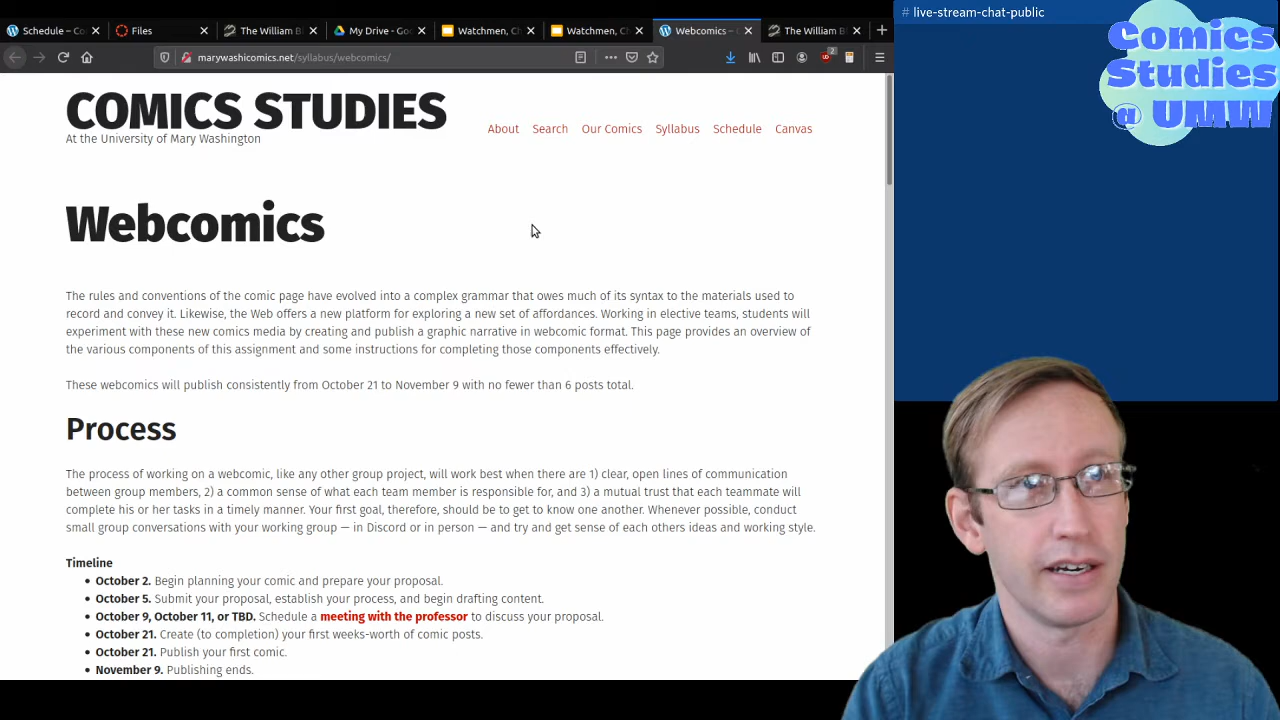 Schedule – Co
Files
The William Bl
My Drive - Goo
Watchmen, Ch
Watchmen, Ch
Webcomics – C
The William Bl
# live-stream-chat-public
marywashicomics.net/syllabus/webcomics/
2
Comics
Studies
@ UMW
COMICS STUDIES
At the University of Mary Washington
About
Search
Our Comics
Syllabus
Schedule
Canvas
Webcomics
The rules and conventions of the comic page have evolved into a complex grammar that owes much of its syntax to the materials used to
record and convey it. Likewise, the Web offers a new platform for exploring a new set of affordances. Working in elective teams, students will
experiment with these new comics media by creating and publish a graphic narrative in webcomic format. This page provides an overview of
the various components of this assignment and some instructions for completing those components effectively.
These webcomics will publish consistently from October 21 to November 9 with no fewer than 6 posts total.
Process
The process of working on a webcomic, like any other group project, will work best when there are 1) clear, open lines of communication
between group members, 2) a common sense of what each team member is responsible for, and 3) a mutual trust that each teammate will
complete his or her tasks in a timely manner. Your first goal, therefore, should be to get to know one another. Whenever possible, conduct
small group conversations with your working group — in Discord or in person — and try and get sense of each others ideas and working style.
Timeline
• October 2. Begin planning your comic and prepare your proposal.
• October 5. Submit your proposal, establish your process, and begin drafting content.
• October 9, October 11, or TBD. Schedule a meeting with the professor to discuss your proposal.
• October 21. Create (to completion) your first weeks-worth of comic posts.
• October 21. Publish your first comic.
• November 9. Publishing ends.